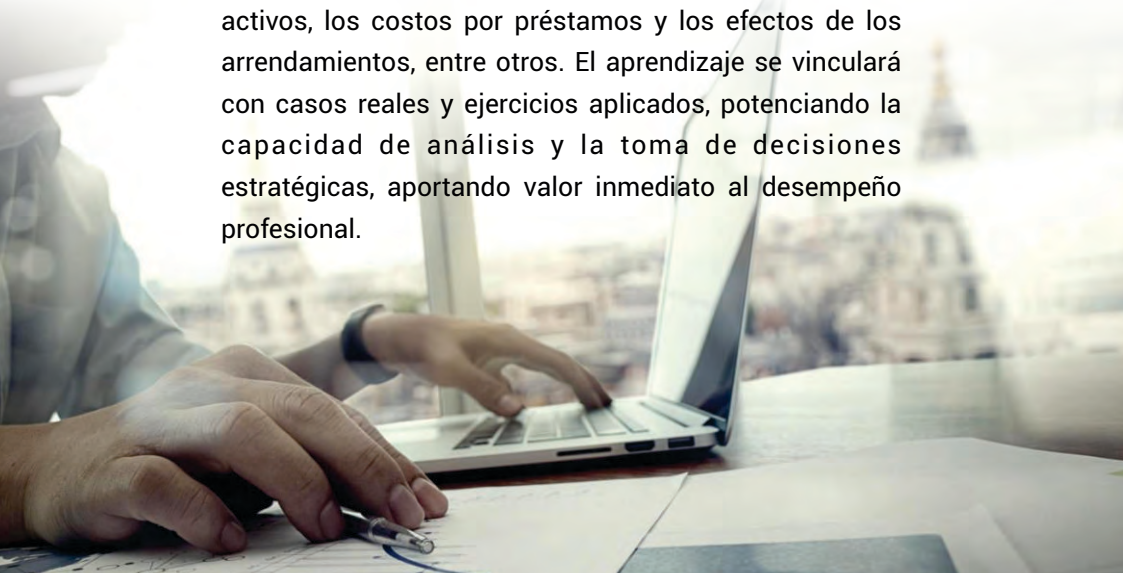 activos, los costos por préstamos y los efectos de los
arrendamientos, entre otros. El aprendizaje se vinculará
con casos reales y ejercicios aplicados, potenciando la
capacidad de análisis y la toma de decisiones
estratégicas, aportando valor inmediato al desempeño
profesional.